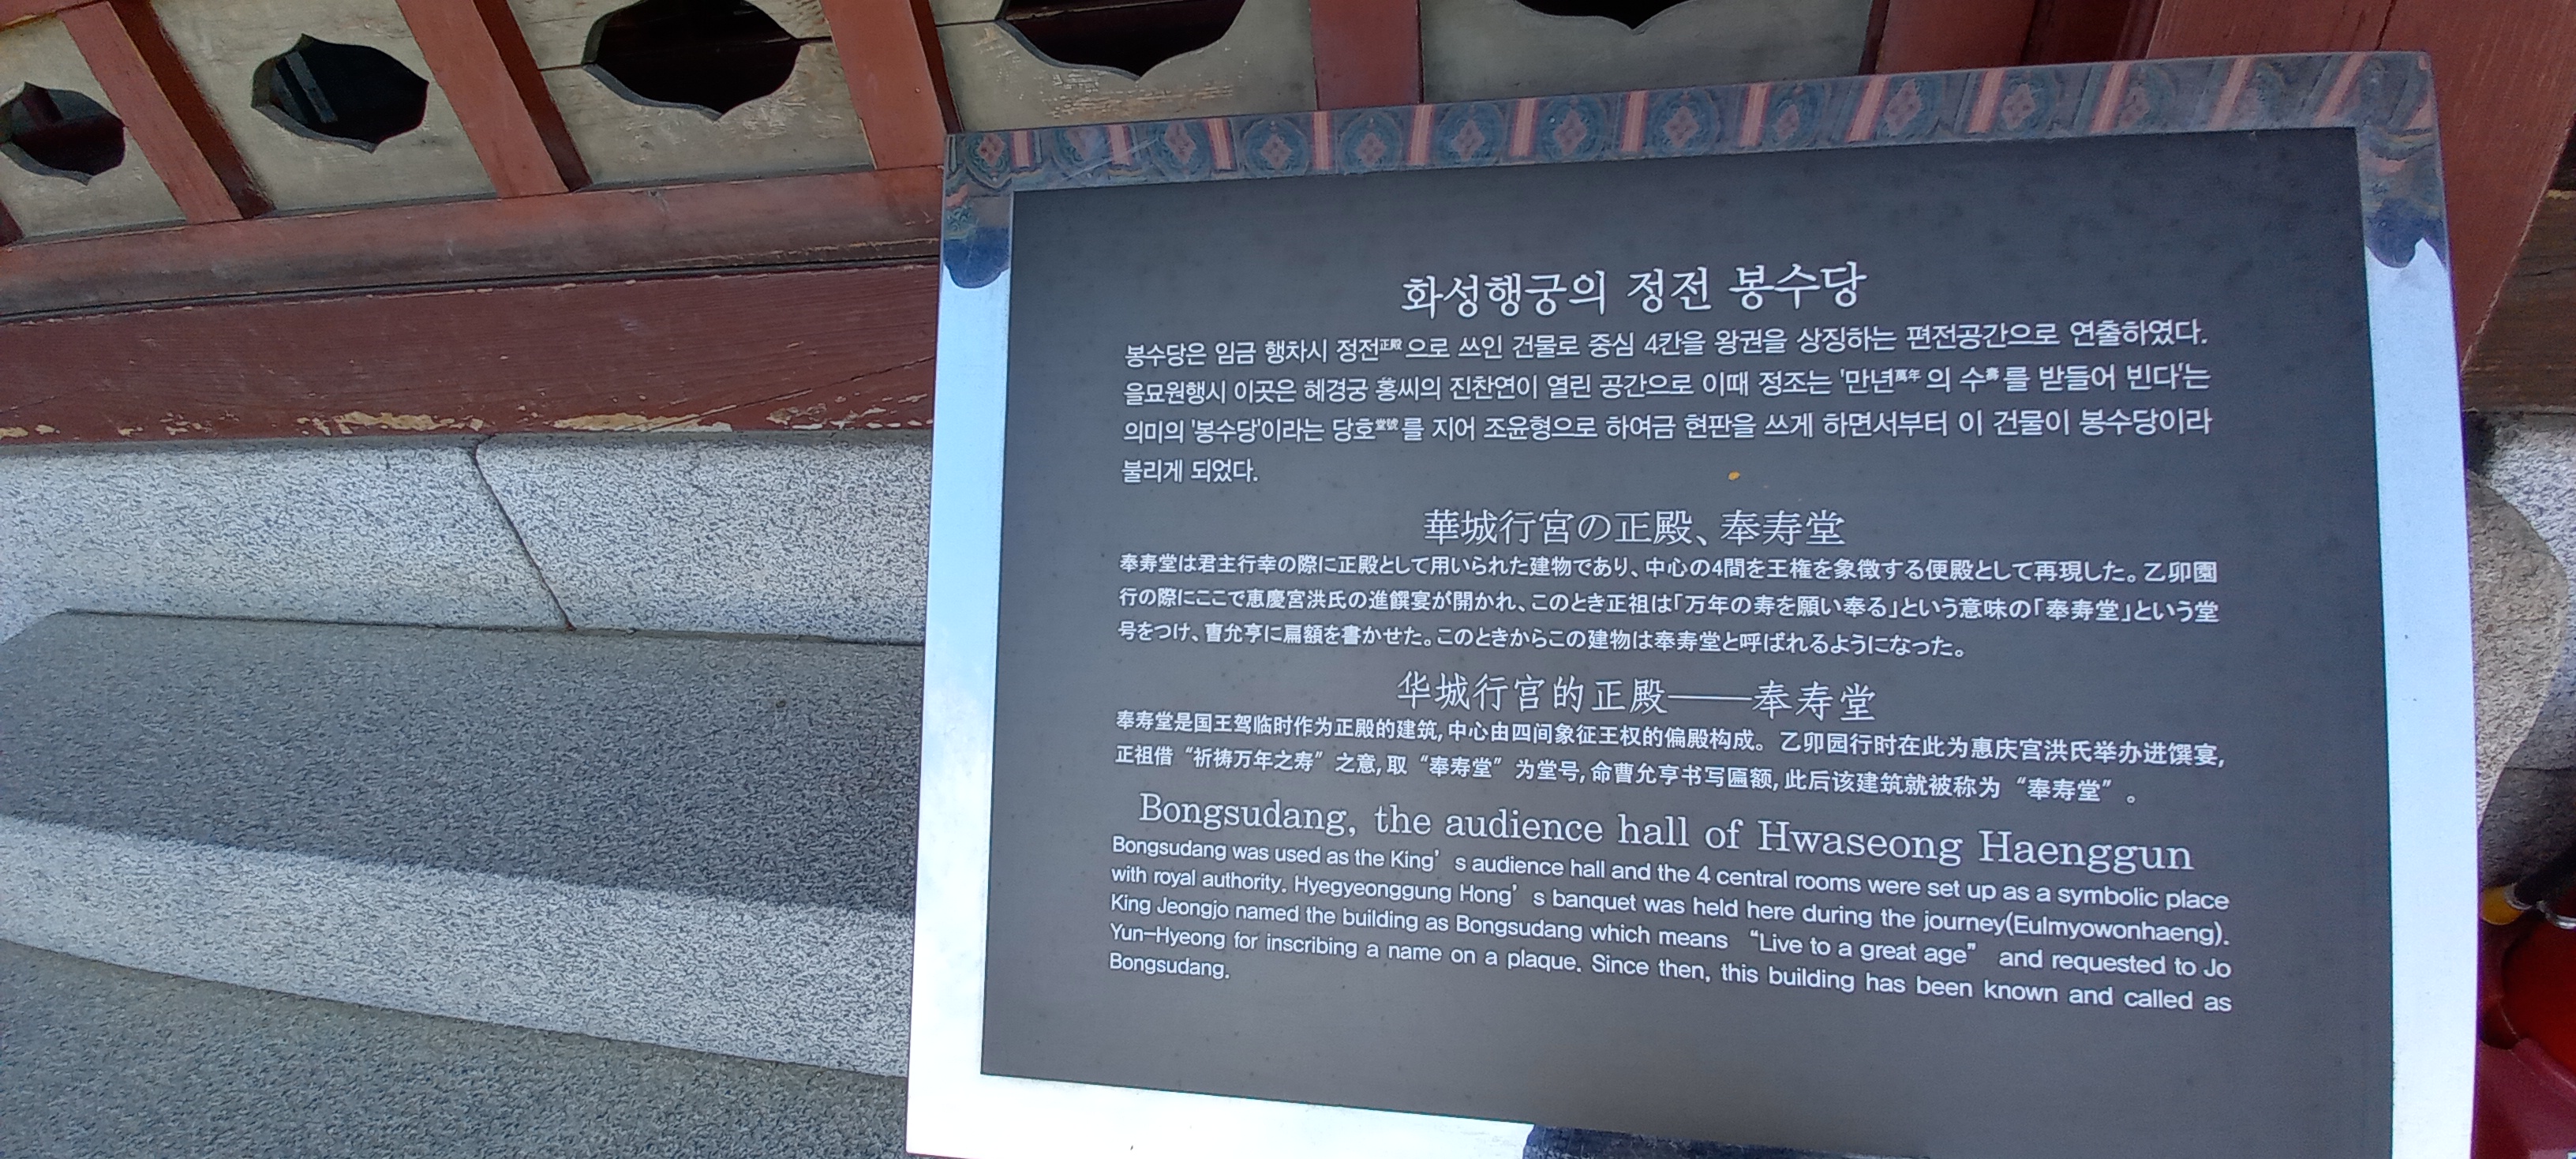 화성행궁의 정전 봉수당
봉수당은 임금 행차시 정전正殿으로 쓰인 건물로 중심 4칸을 왕권을 상징하는 편전공간으로 연출하였다.
을묘원행시 이곳은 혜경궁 홍씨의 진찬연이 열린 공간으로 이때 정조는 '만년萬年의 수壽를 받들어 빈다'는
의미의 '봉수당'이라는 당호堂號를 지어 조윤형으로 하여금 현판을 쓰게 하면서부터 이 건물이 봉수당이라
불리게 되었다.
華城行宮の正殿、奉寿堂
奉寿堂は君主行幸の際に正殿として用いられた建物であり、中心の4間を王権を象徴する便殿として再現した。乙卯園
行の際にここで恵慶宮洪氏の進饌宴が開かれ、このとき正祖は「万年の寿を願い奉る」という意味の「奉寿堂」という堂
号をつけ、曺允亨に扁額を書かせた。このときからこの建物は奉寿堂と呼ばれるようになった。
华城行宫的正殿——奉寿堂
奉寿堂是国王驾临时作为正殿的建筑,中心由四间象征王权的偏殿构成。乙卯园行时在此为惠庆宫洪氏举办进馔宴,
正祖借“祈祷万年之寿”之意,取“奉寿堂”为堂号,命曹允亨书写匾额,此后该建筑就被称为“奉寿堂”。
Bongsudang, the audience hall of Hwaseong Haenggun
Bongsudang was used as the King’s audience hall and the 4 central rooms were set up as a symbolic place
with royal authority. Hyegyeonggung Hong’s banquet was held here during the journey(Eulmyowonhaeng).
King Jeongjo named the building as Bongsudang which means “Live to a great age” and requested to Jo
Yun-Hyeong for inscribing a name on a plaque. Since then, this building has been known and called as
Bongsudang.